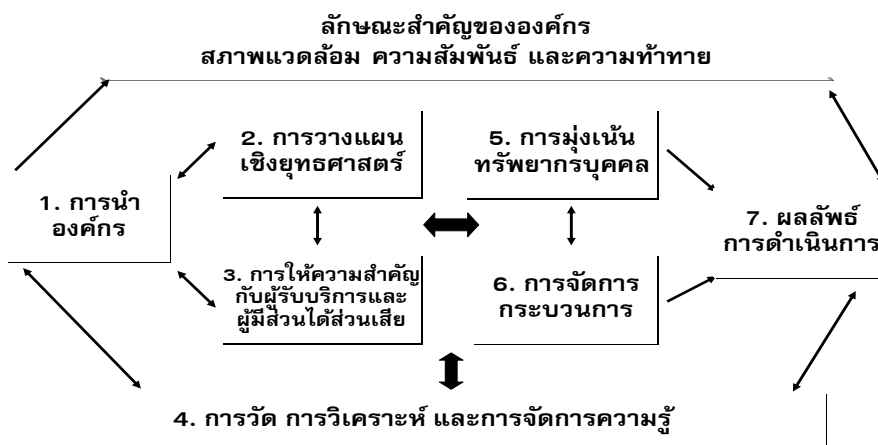 ลักษณะสำคัญขององค์กร
สภาพแวดล้อม ความสัมพันธ์ และความท้าทาย
2. การวางแผน
เชิงยุทธศาสตร์
5. การมุ่งเน้น
ทรัพยากรบุคคล
1. การนำ
องค์กร
7. ผลลัพธ์
การดำเนินการ
3. การให้ความสำคัญ
กับผู้รับบริการและ
ผู้มีส่วนได้ส่วนเสีย
6. การจัดการ
กระบวนการ
4. การวัด การวิเคราะห์ และการจัดการความรู้